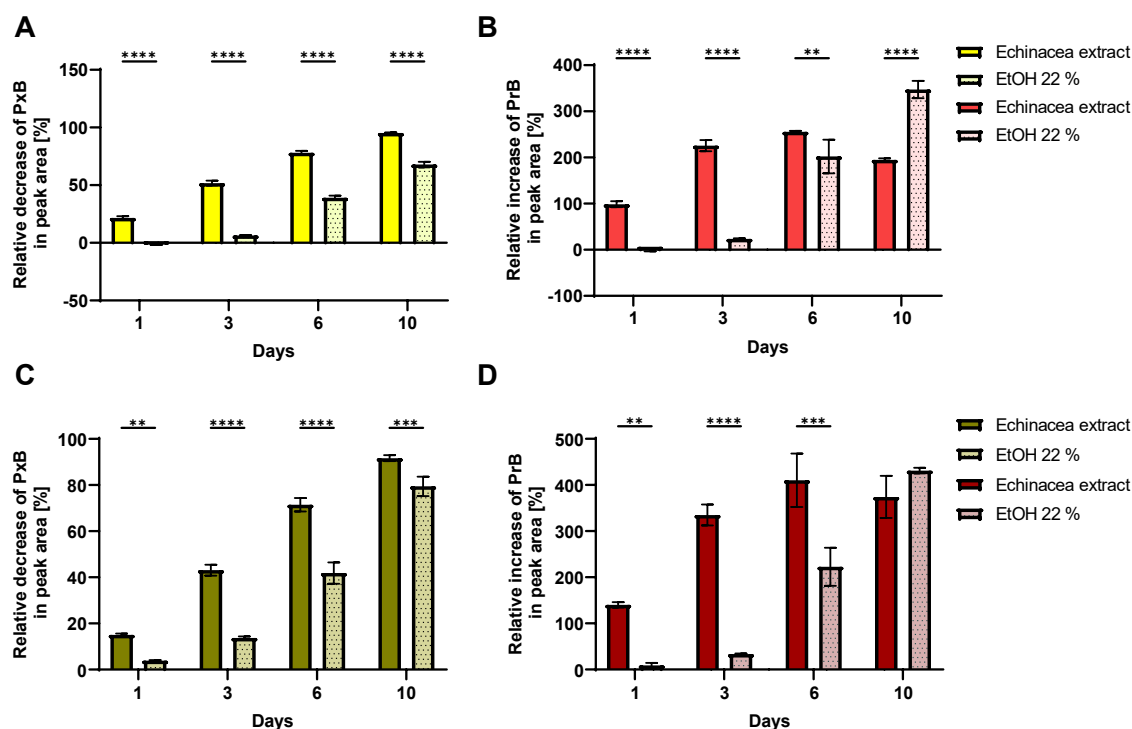 A
Relative decrease of PxB
in peak area [%]
**** **** **** ****
150
100
50
0
-50
1 3 6 10
Days
B
Relative increase of PrB
in peak area [%]
**** **** ** ****
400
300
200
100
0
-100
1 3 6 10
Days
Echinacea extract
EtOH 22 %
Echinacea extract
EtOH 22 %
C
Relative decrease of PxB
in peak area [%]
** **** **** ***
100
80
60
40
20
0
1 3 6 10
Days
D
Relative increase of PrB
in peak area [%]
** **** ***
500
400
300
200
100
0
1 3 6 10
Days
Echinacea extract
EtOH 22 %
Echinacea extract
EtOH 22 %